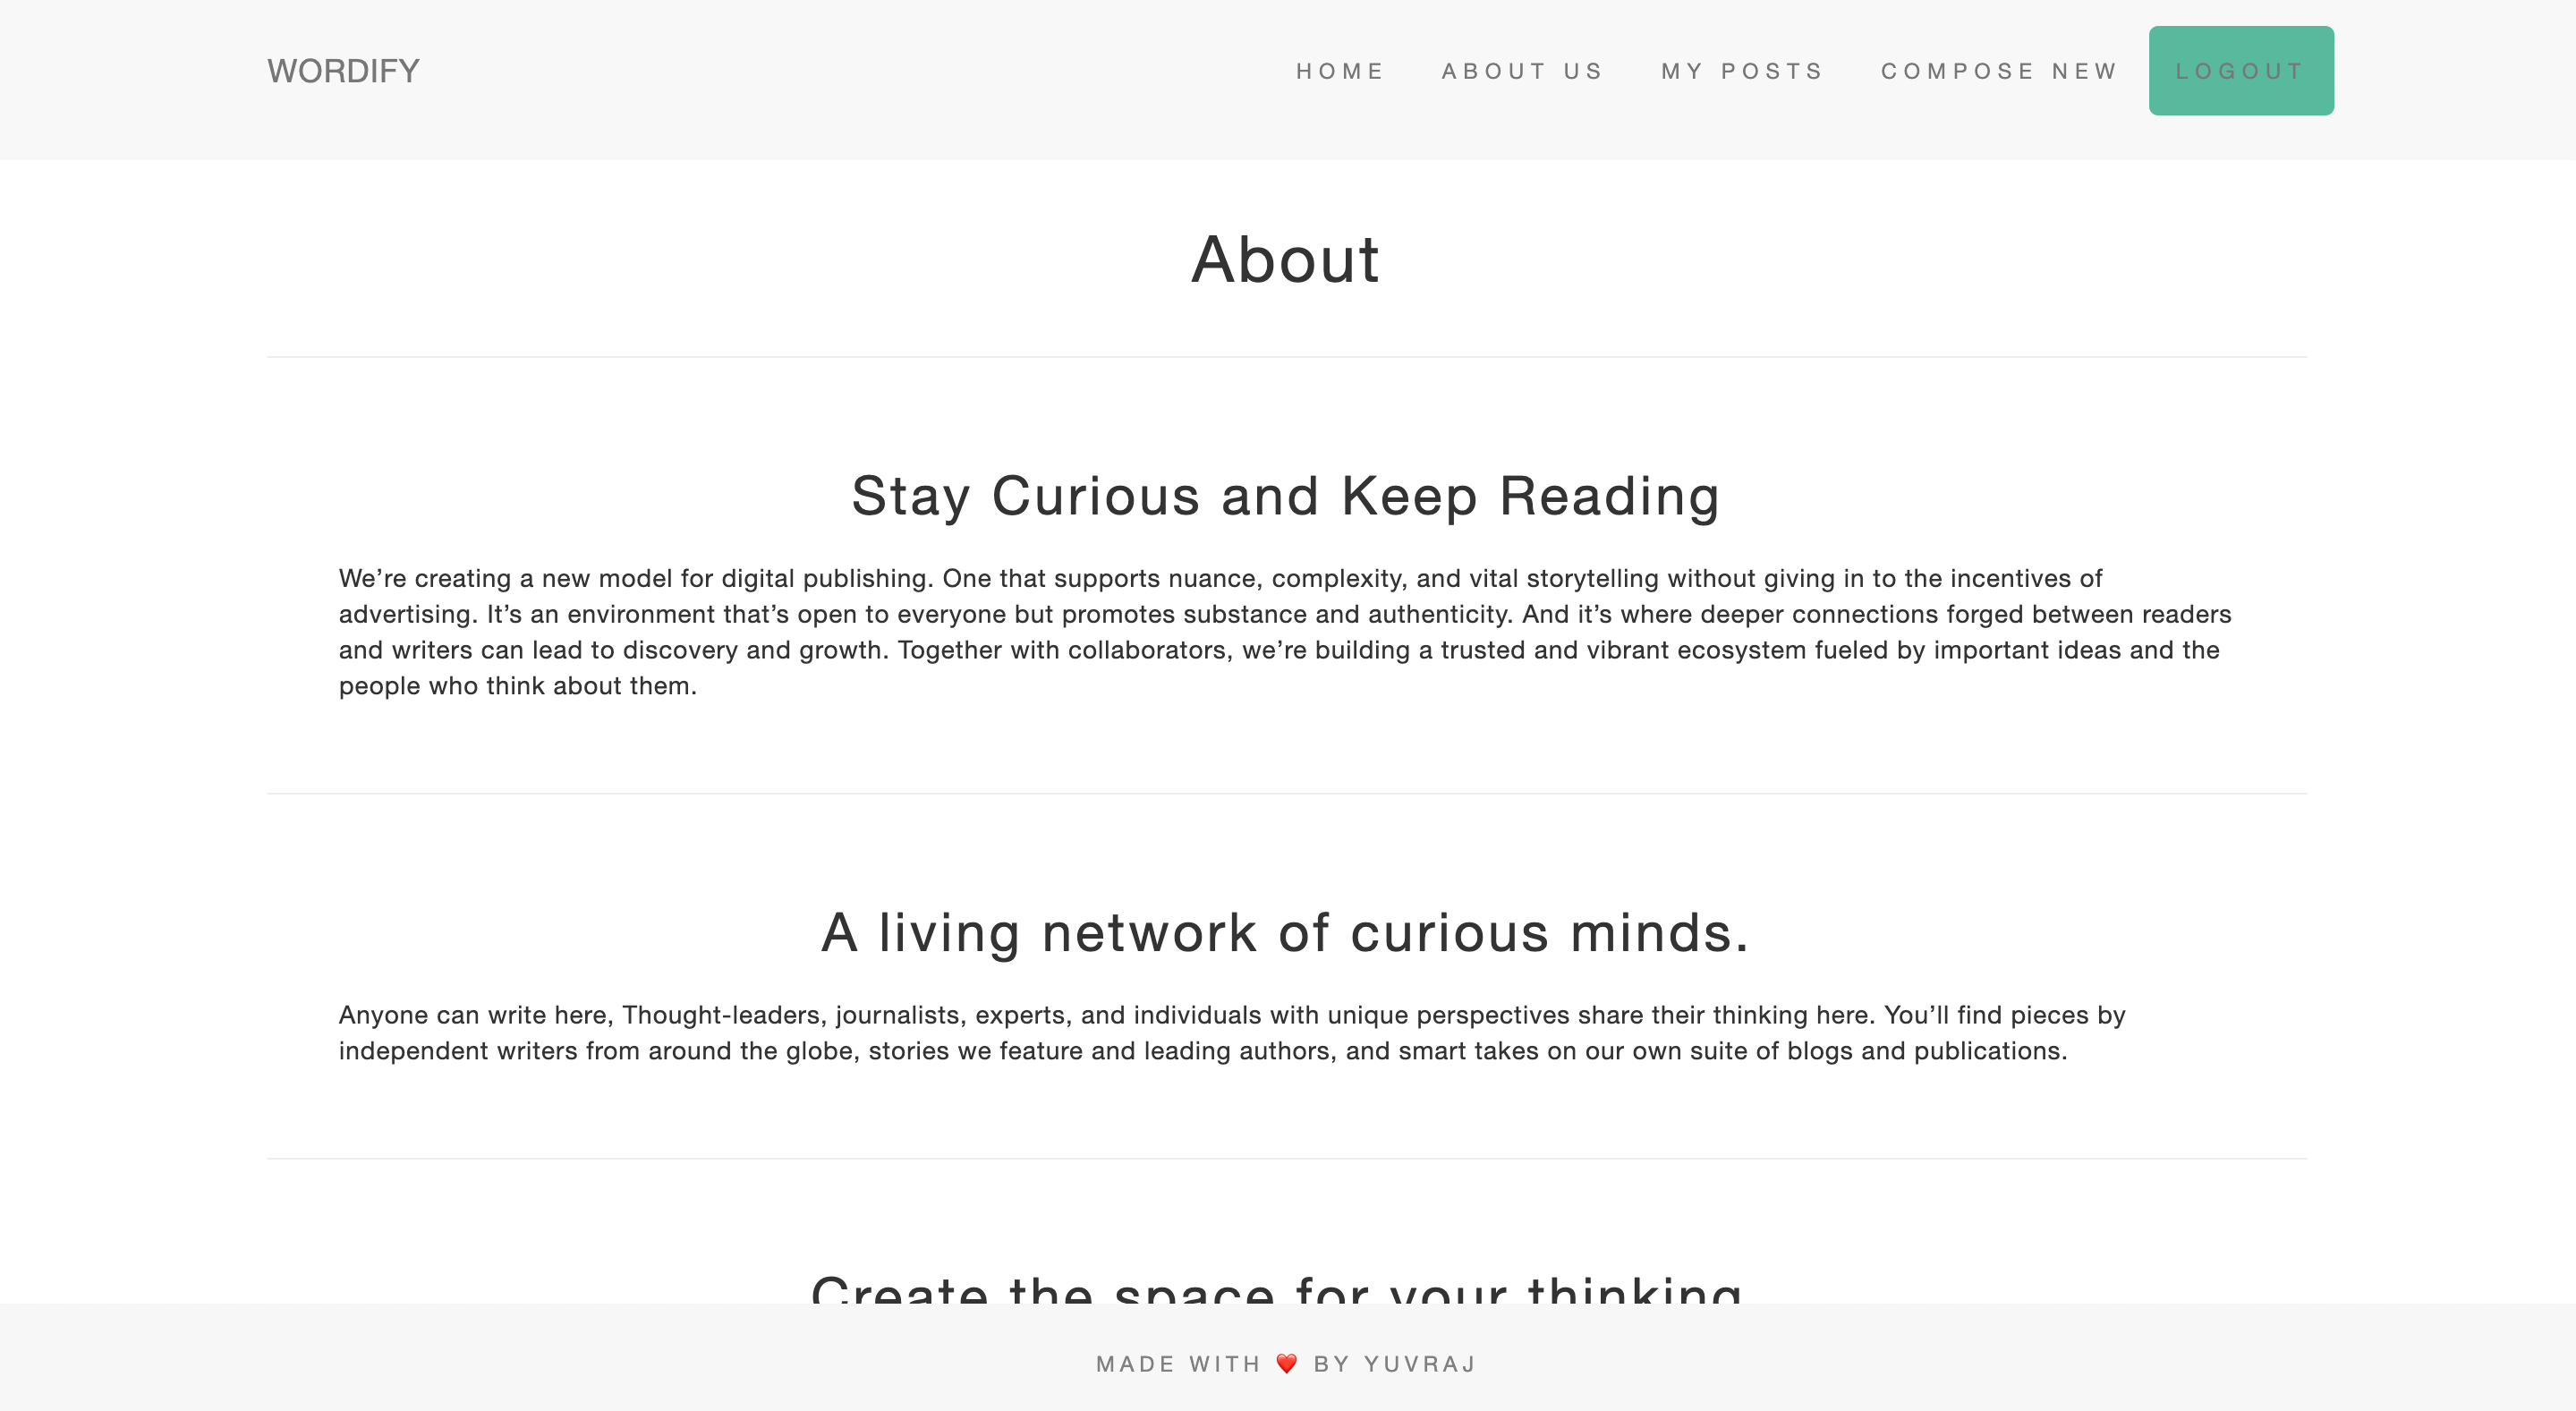 WORDIFY
HOME ABOUT US MY POSTS COMPOSE NEW LOGOUT
About
Stay Curious and Keep Reading
We’re creating a new model for digital publishing. One that supports nuance, complexity, and vital storytelling without giving in to the incentives of
advertising. It’s an environment that’s open to everyone but promotes substance and authenticity. And it’s where deeper connections forged between readers
and writers can lead to discovery and growth. Together with collaborators, we’re building a trusted and vibrant ecosystem fueled by important ideas and the
people who think about them.
A living network of curious minds.
Anyone can write here, Thought-leaders, journalists, experts, and individuals with unique perspectives share their thinking here. You’ll find pieces by
independent writers from around the globe, stories we feature and leading authors, and smart takes on our own suite of blogs and publications.
Create the space for your thinking
MADE WITH ❤️ BY YUVRAJ